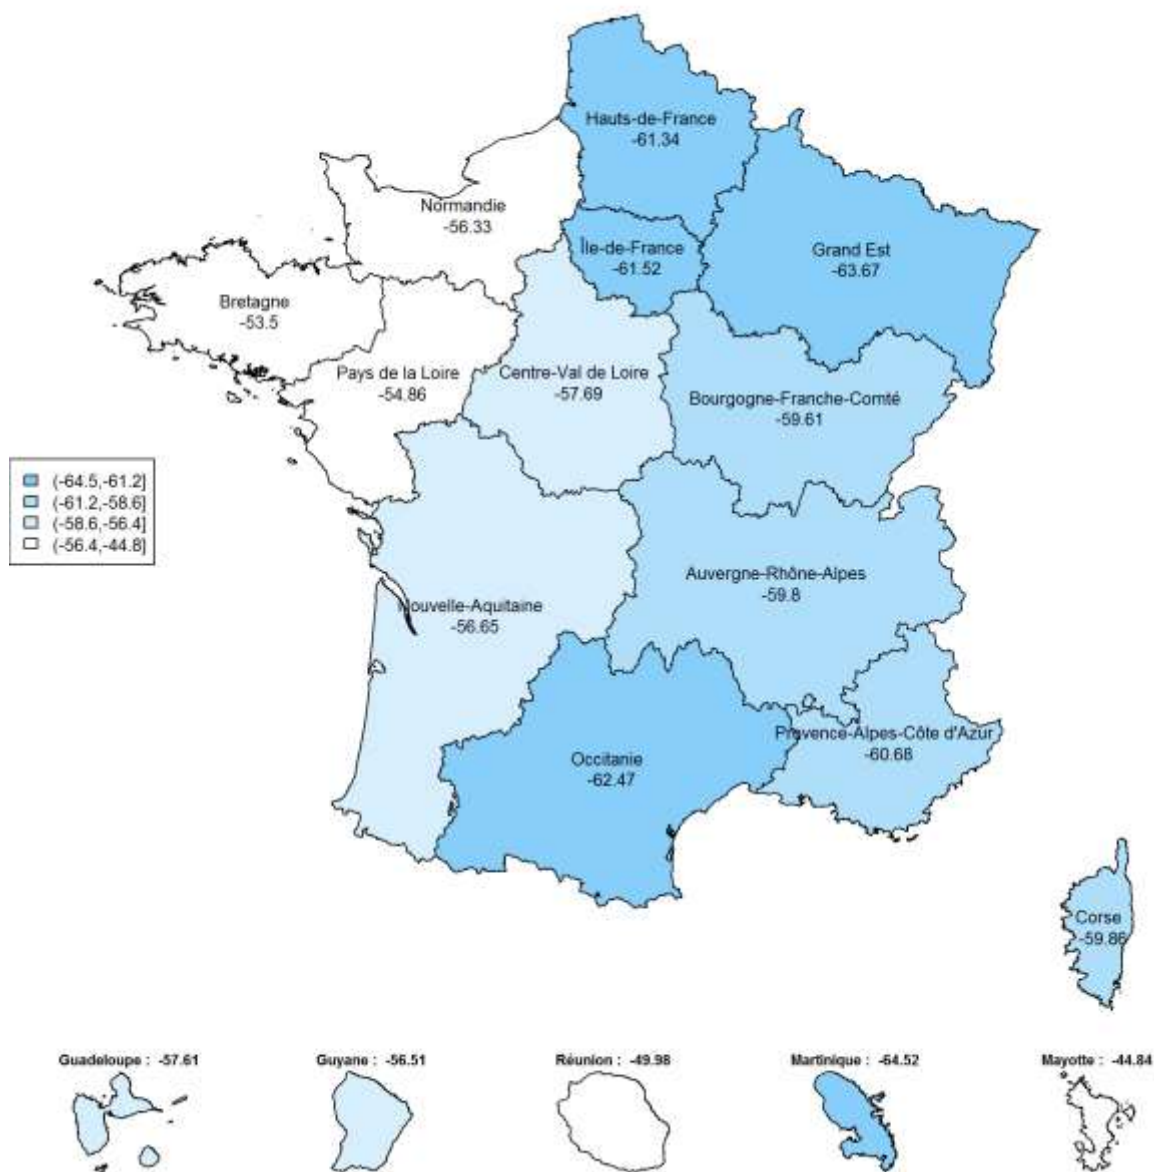 Hauts-de-France
-61.34
Normandie
-56.33
Île-de-France
-61.52
Grand Est
-63.67
Bretagne
-53.5
Pays de la Loire
-54.86
Centre-Val de Loire
-57.69
Bourgogne-Franche-Comté
-59.61
(-64.5,-61.2]
(-61.2,-58.6]
(-58.6,-56.4]
(-56.4,-44.8]
Auvergne-Rhône-Alpes
-59.8
Nouvelle-Aquitaine
-56.65
Provence-Alpes-Côte d'Azur
-60.68
Occitanie
-62.47
Corse
-59.86
Guadeloupe : -57.61
Guyane : -56.51
Réunion : -49.98
Martinique : -64.52
Mayotte : -44.84